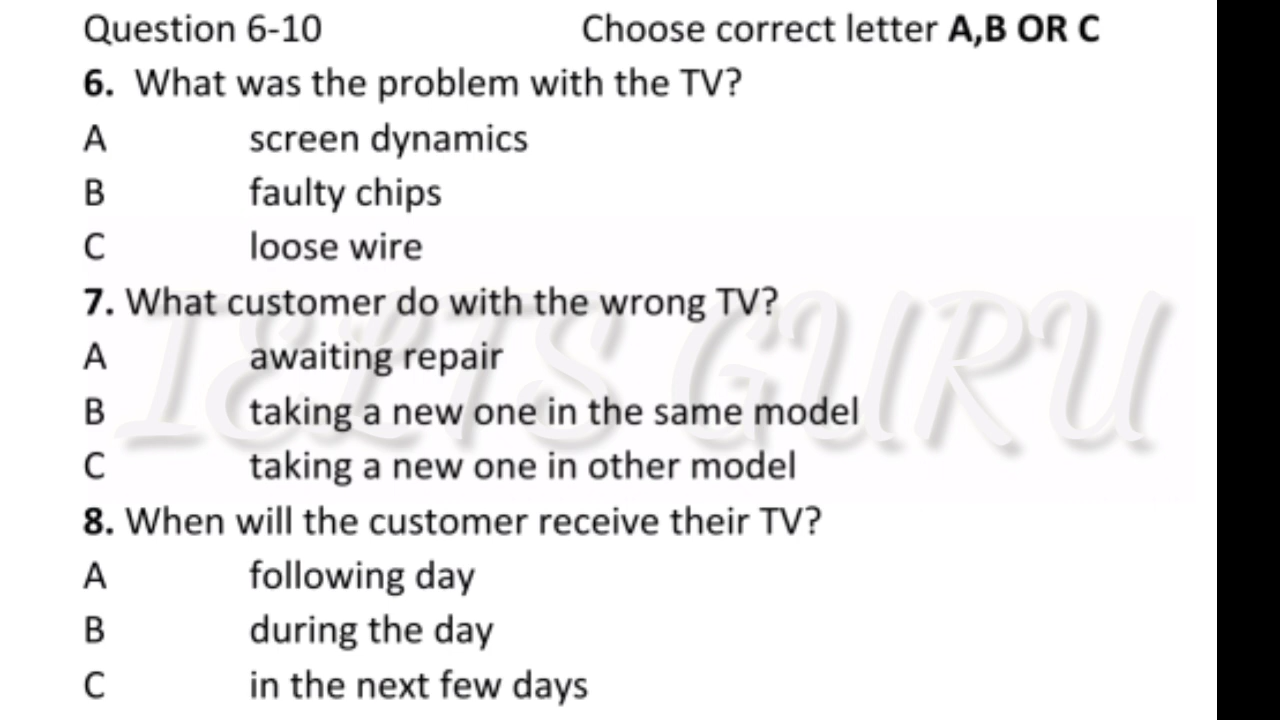 Question 6-10 Choose correct letter A,B OR C
6. What was the problem with the TV?
A screen dynamics
B faulty chips
C loose wire
7. What customer do with the wrong TV?
IELTS GURU
A awaiting repair
B taking a new one in the same model
C taking a new one in other model
8. When will the customer receive their TV?
A following day
B during the day
C in the next few days